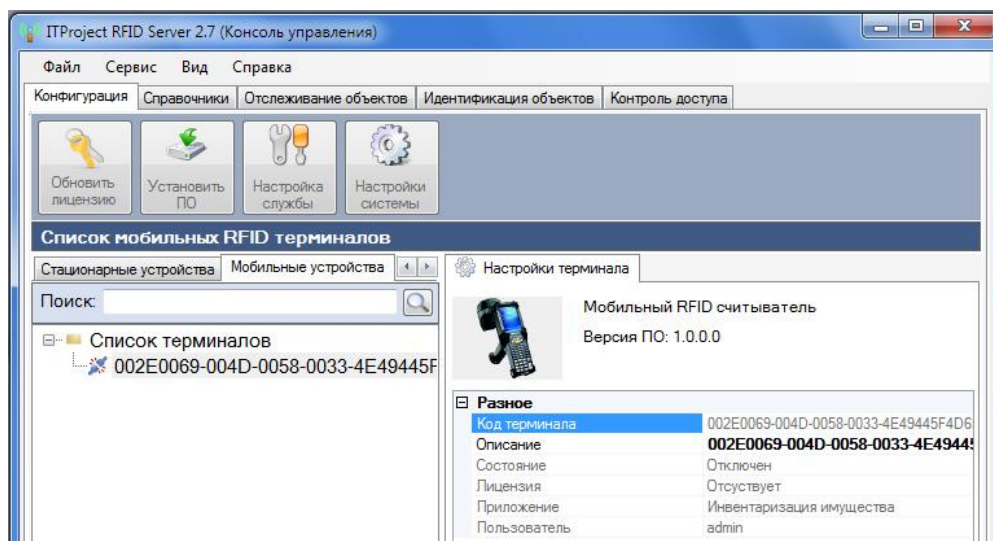 ITProject RFID Server 2.7 (Консоль управления)
Файл Сервис Вид Справка
Конфигурация Справочники Отслеживание объектов Идентификация объектов Контроль доступа
Обновить лицензию
Установить ПО
Настройка службы
Настройки системы
Список мобильных RFID терминалов
Стационарные устройства Мобильные устройства
Настройки терминала
Поиск:
Список терминалов
002E0069-004D-0058-0033-4E49445F
Мобильный RFID считыватель
Версия ПО: 1.0.0.0
Разное
Код терминала 002E0069-004D-0058-0033-4E49445F4D6
Описание 002E0069-004D-0058-0033-4E4944
Состояние Отключен
Лицензия Отсуствует
Приложение Инвентаризация имущества
Пользователь admin